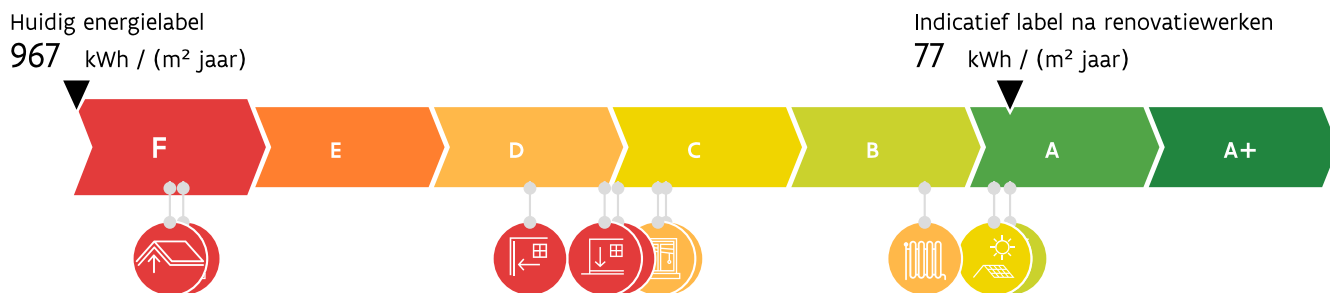 Huidig energielabel
967 kWh / (m² jaar)
Indicatief label na renovatiewerken
77 kWh / (m² jaar)
F E D C B A A+